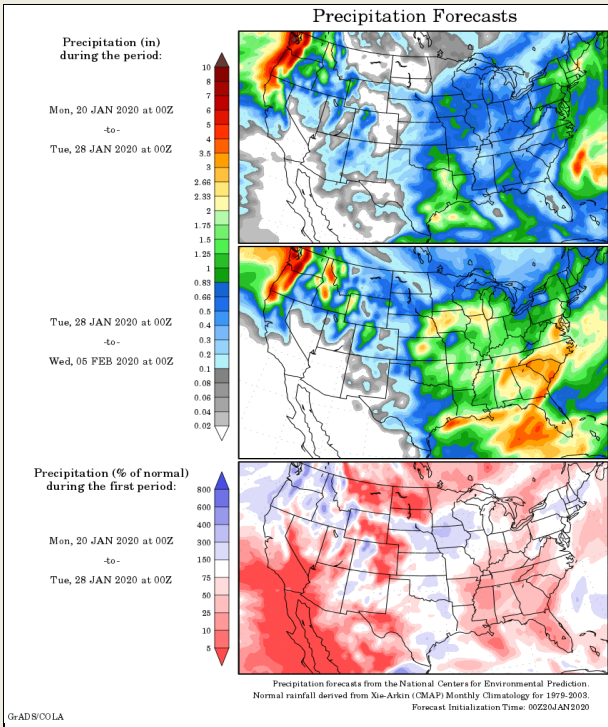 Precipitation Forecasts
Precipitation (in)
during the period:
Mon, 20 JAN 2020 at 00Z
-to-
Tue, 28 JAN 2020 at 00Z
10
8
7
6
5
4
3.5
3
2.66
2.33
2
1.75
1.5
1.25
1
0.83
0.66
0.5
0.4
0.3
0.2
0.1
0.08
0.06
0.04
0.02
Tue, 28 JAN 2020 at 00Z
-to-
Wed, 05 FEB 2020 at 00Z
Precipitation (% of normal)
during the first period:
Mon, 20 JAN 2020 at 00Z
-to-
Tue, 28 JAN 2020 at 00Z
800
600
400
300
150
75
50
25
10
5
Precipitation forecasts from the National Centers for Environmental Prediction.
Normal rainfall derived from Xie-Arkin (CMAP) Monthly Climatology for 1979-2003.
Forecast Initialization Time: 00Z20JAN2020
GrADS/COLA